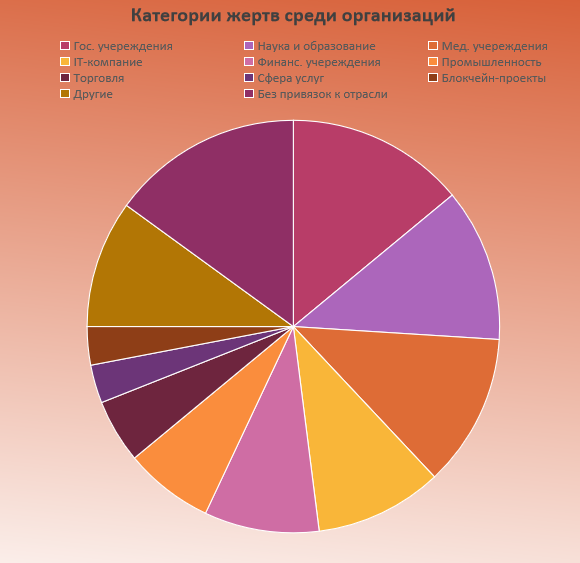 Категории жертв среди организаций
Гос. учереждения
Наука и образование
Мед. учереждения
IT-компание
Финанс. учереждения
Промышленность
Торговля
Сфера услуг
Блокчейн-проекты
Другие
Без привязок к отрасли